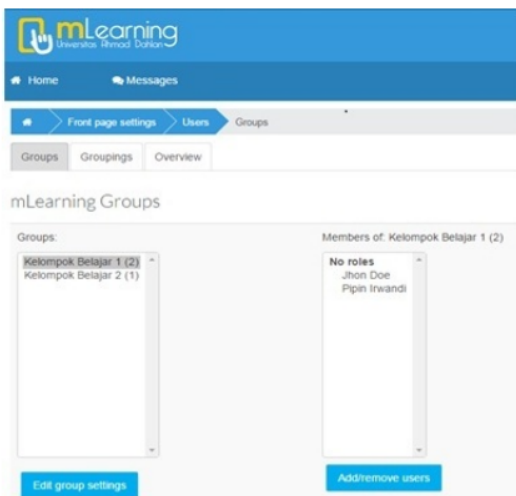 mLearning
Universitas Ahmad Dahlan
Home Messages
Front page settings Users Groups
Groups Groupings Overview
mLearning Groups
Groups:
Kelompok Belajar 1 (2)
Kelompok Belajar 2 (1)
Edit group settings
Members of: Kelompok Belajar 1 (2)
No roles
Jhon Doe
Pipin Irwandi
Add/remove users